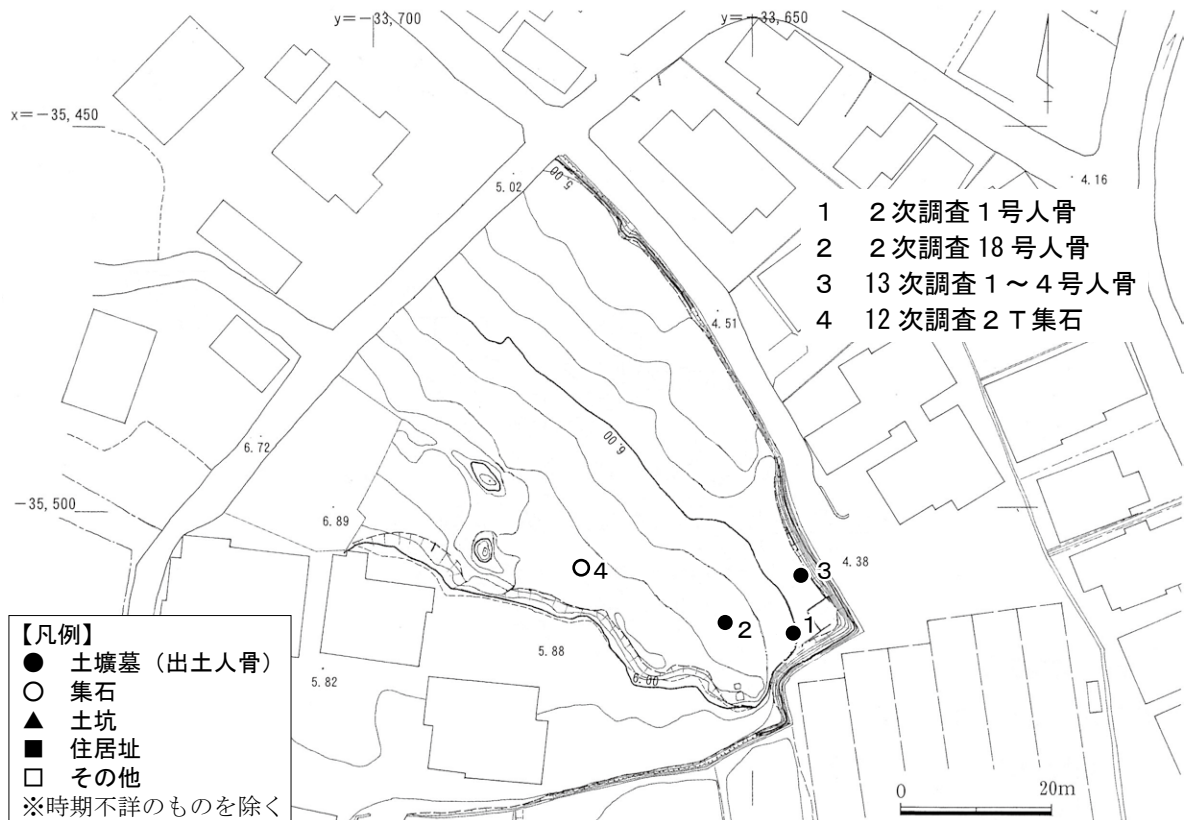 y=－33,700
y=－33,650
x=－35,450
5.02
5.00
4.16
1 2次調査1号人骨
2 2次調査18号人骨
3 13次調査1～4号人骨
4 12次調査2T集石
4.51
6.00
6.72
－35,500
6.89
4
3
4.38
2
1
5.88
5.82
6.00
【凡例】
● 土壙墓（出土人骨）
○ 集石
▲ 土坑
■ 住居址
□ その他
※時期不詳のものを除く
0 20m